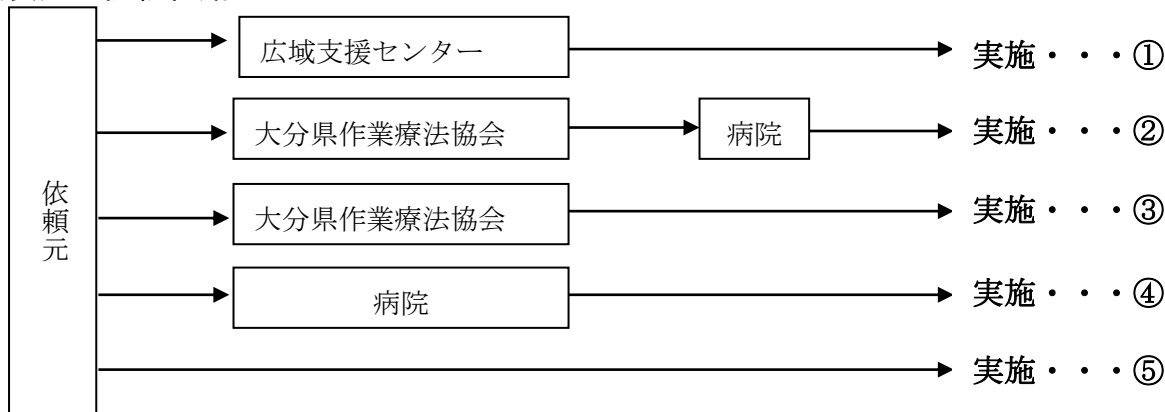 広域支援センター
実施・・・①
大分県作業療法協会
病院
実施・・・②
依頼元
大分県作業療法協会
実施・・・③
病院
実施・・・④
実施・・・⑤